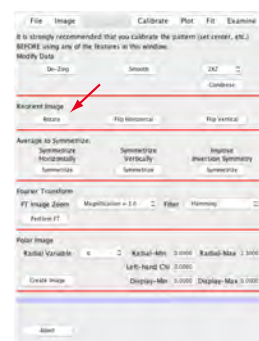 File Image Calibrate Plot Fit Examine
It is strongly recommended that you calibrate the pattern (set center, etc.)
BEFORE using any of the features in this window.
Modify Data
De-Zing Smooth 2X2
Condense
Reorient Image
Rotate Flip Horizontal Flip Vertical
Average to Symmetrize:
Symmetrize Symmetrize Impose
Horizontally Vertically Inversion Symmetry
Symmetrize Symmetrize Symmetrize
Fourier Transform
FT Image Zoom Magnification = 1.0 Filter Hamming
Perform FT
Polar Image
Radial Variable Radial-Min 0.0000 Radial-Max
Left-hand Chi 0.0000
Create Image Display-Min 0.0000 Display-Max 0.0000
Abort